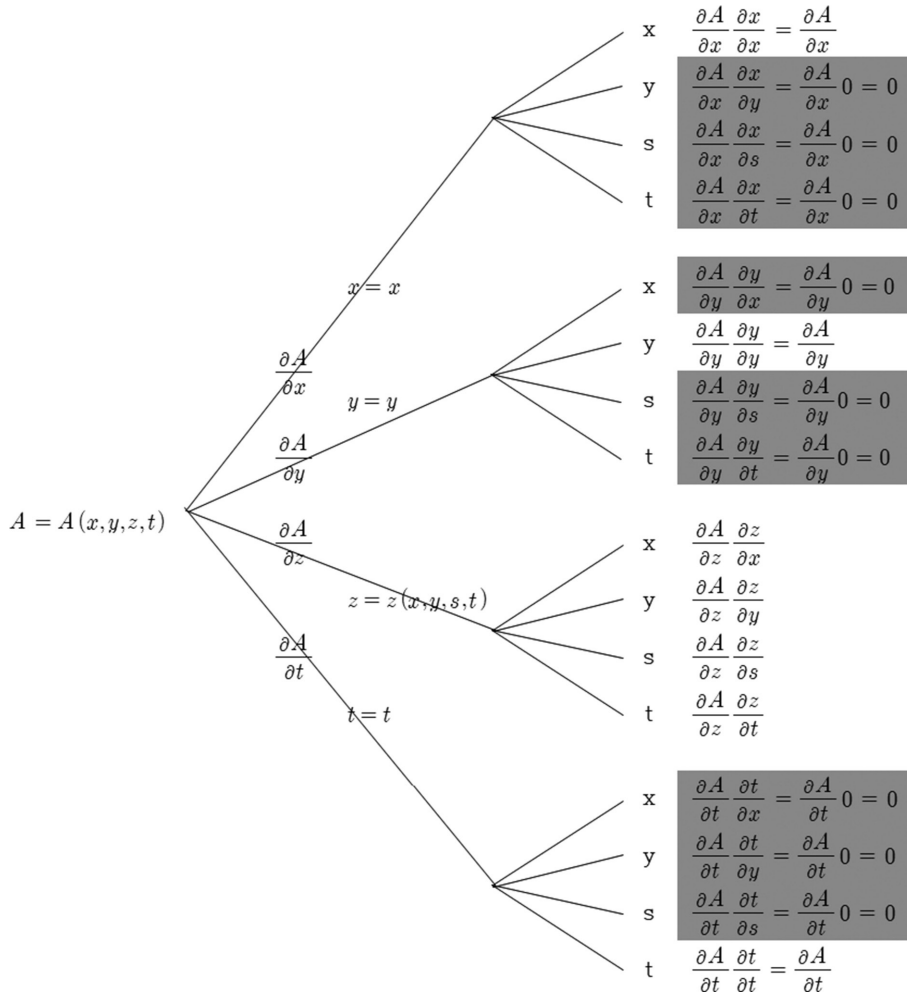 x ∂A/∂x ∂x/∂x = ∂A/∂x
y ∂A/∂x ∂x/∂y = ∂A/∂x 0 = 0
s ∂A/∂x ∂x/∂s = ∂A/∂x 0 = 0
t ∂A/∂x ∂x/∂t = ∂A/∂x 0 = 0
x = x
∂A/∂x
x ∂A/∂y ∂y/∂x = ∂A/∂y 0 = 0
y ∂A/∂y ∂y/∂y = ∂A/∂y
s ∂A/∂y ∂y/∂s = ∂A/∂y 0 = 0
t ∂A/∂y ∂y/∂t = ∂A/∂y 0 = 0
y = y
∂A/∂y
A = A(x,y,z,t)
∂A/∂z
z = z(x,y,s,t)
x ∂A/∂z ∂z/∂x
y ∂A/∂z ∂z/∂y
s ∂A/∂z ∂z/∂s
t ∂A/∂z ∂z/∂t
∂A/∂t
t = t
x ∂A/∂t ∂t/∂x = ∂A/∂t 0 = 0
y ∂A/∂t ∂t/∂y = ∂A/∂t 0 = 0
s ∂A/∂t ∂t/∂s = ∂A/∂t 0 = 0
t ∂A/∂t ∂t/∂t = ∂A/∂t